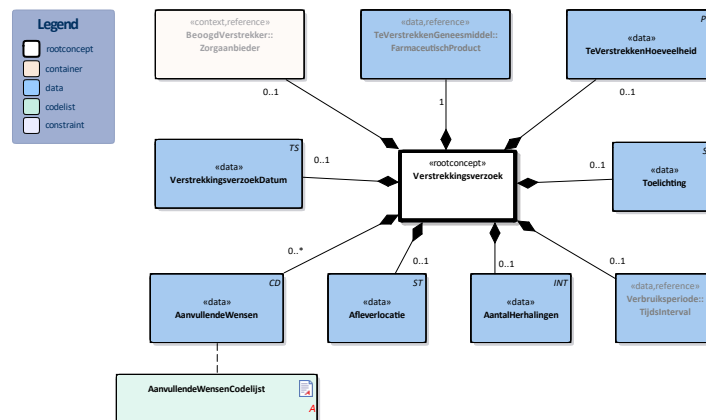 Legend
rootconcept
container
data
codelist
constraint
«context,reference»
BeoogdVerstrekker::
Zorgaanbieder
0..1
«data,reference»
TeVerstrekkenGeneesmiddel::
FarmaceutischProduct
1
P
«data»
TeVerstrekkenHoeveelheid
0..1
TS
«data»
VerstrekkingsverzoekDatum
0..1
«rootconcept»
Verstrekkingsverzoek
S
«data»
Toelichting
0..1
0..*
0..1
0..1
0..1
CD
«data»
AanvullendeWensen
ST
«data»
Afleverlocatie
INT
«data»
AantalHerhalingen
«data,reference»
Verbruiksperiode::
TijdsInterval
AanvullendeWensenCodelijst
A